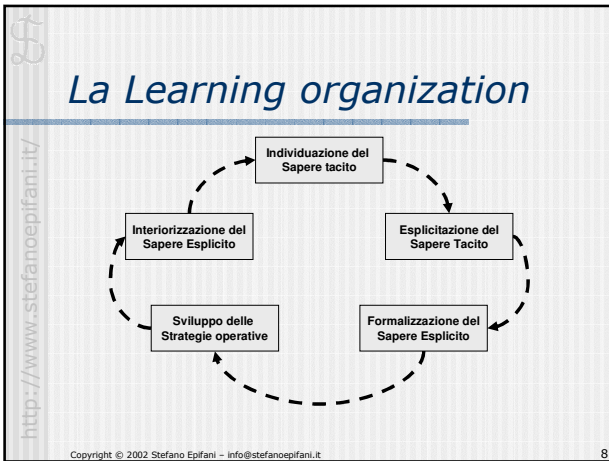 La Learning organization
Individuazione del
Sapere tacito
Esplicitazione del
Sapere Tacito
Formalizzazione del
Sapere Esplicito
Sviluppo delle
Strategie operative
Interiorizzazione del
Sapere Esplicito
http://www.stefanoepifani.it/
Copyright © 2002 Stefano Epifani – info@stefanoepifani.it
8